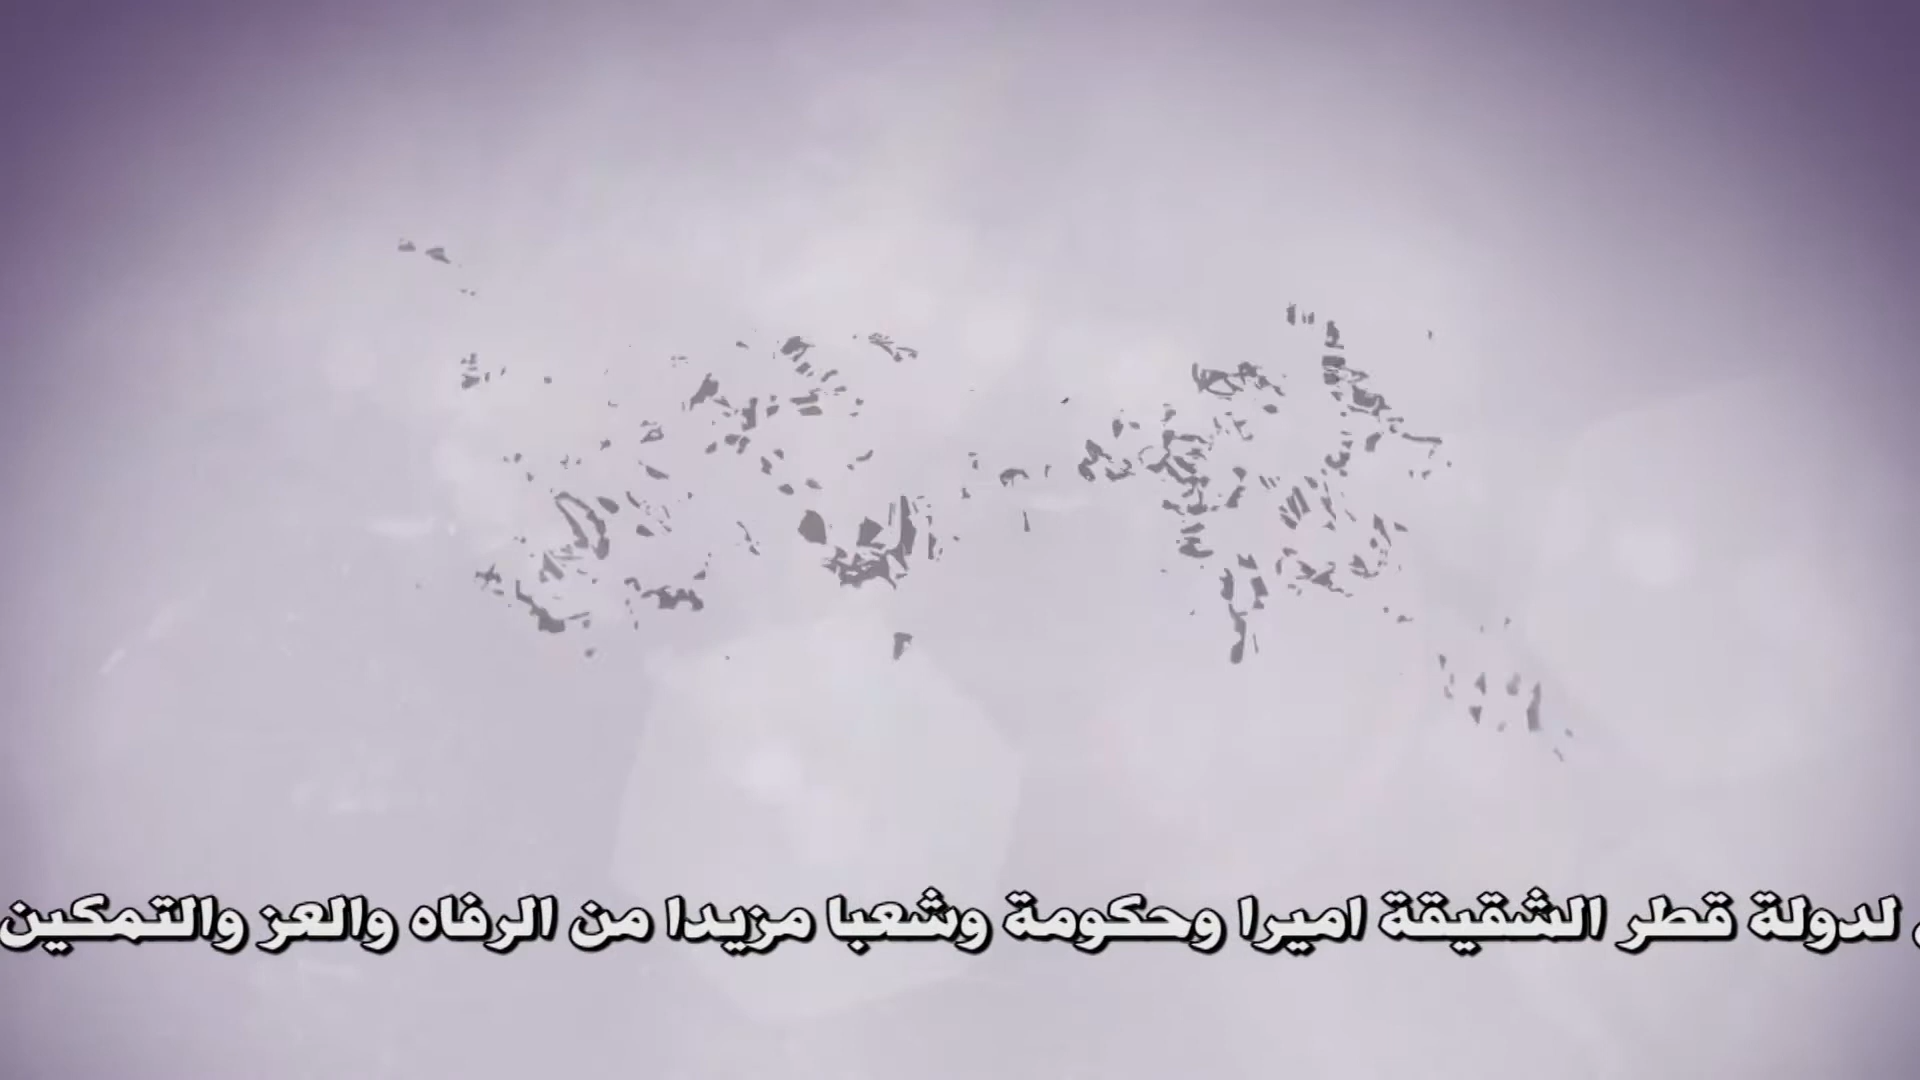 لدولة قطر الشقيقة اميرا وحكومة وشعبا مزيدا من الرفاه والعز والتمكين